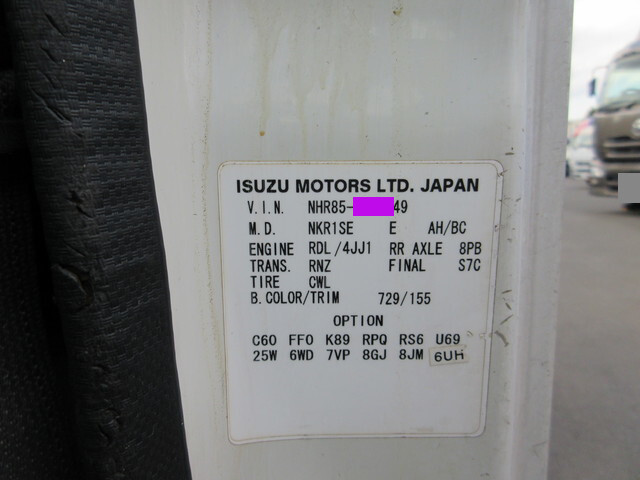 ISUZU MOTORS LTD. JAPAN
V.I.N. NHR85- 49
M.D. NKR1SE E AH/BC
ENGINE RDL/4JJ1 RR AXLE 8PB
TRANS. RNZ FINAL S7C
TIRE CWL
B.COLOR/TRIM 729/155
OPTION
C60 FF0 K89 RPQ RS6 U69
25W 6WD 7VP 8GJ 8JM 6UH